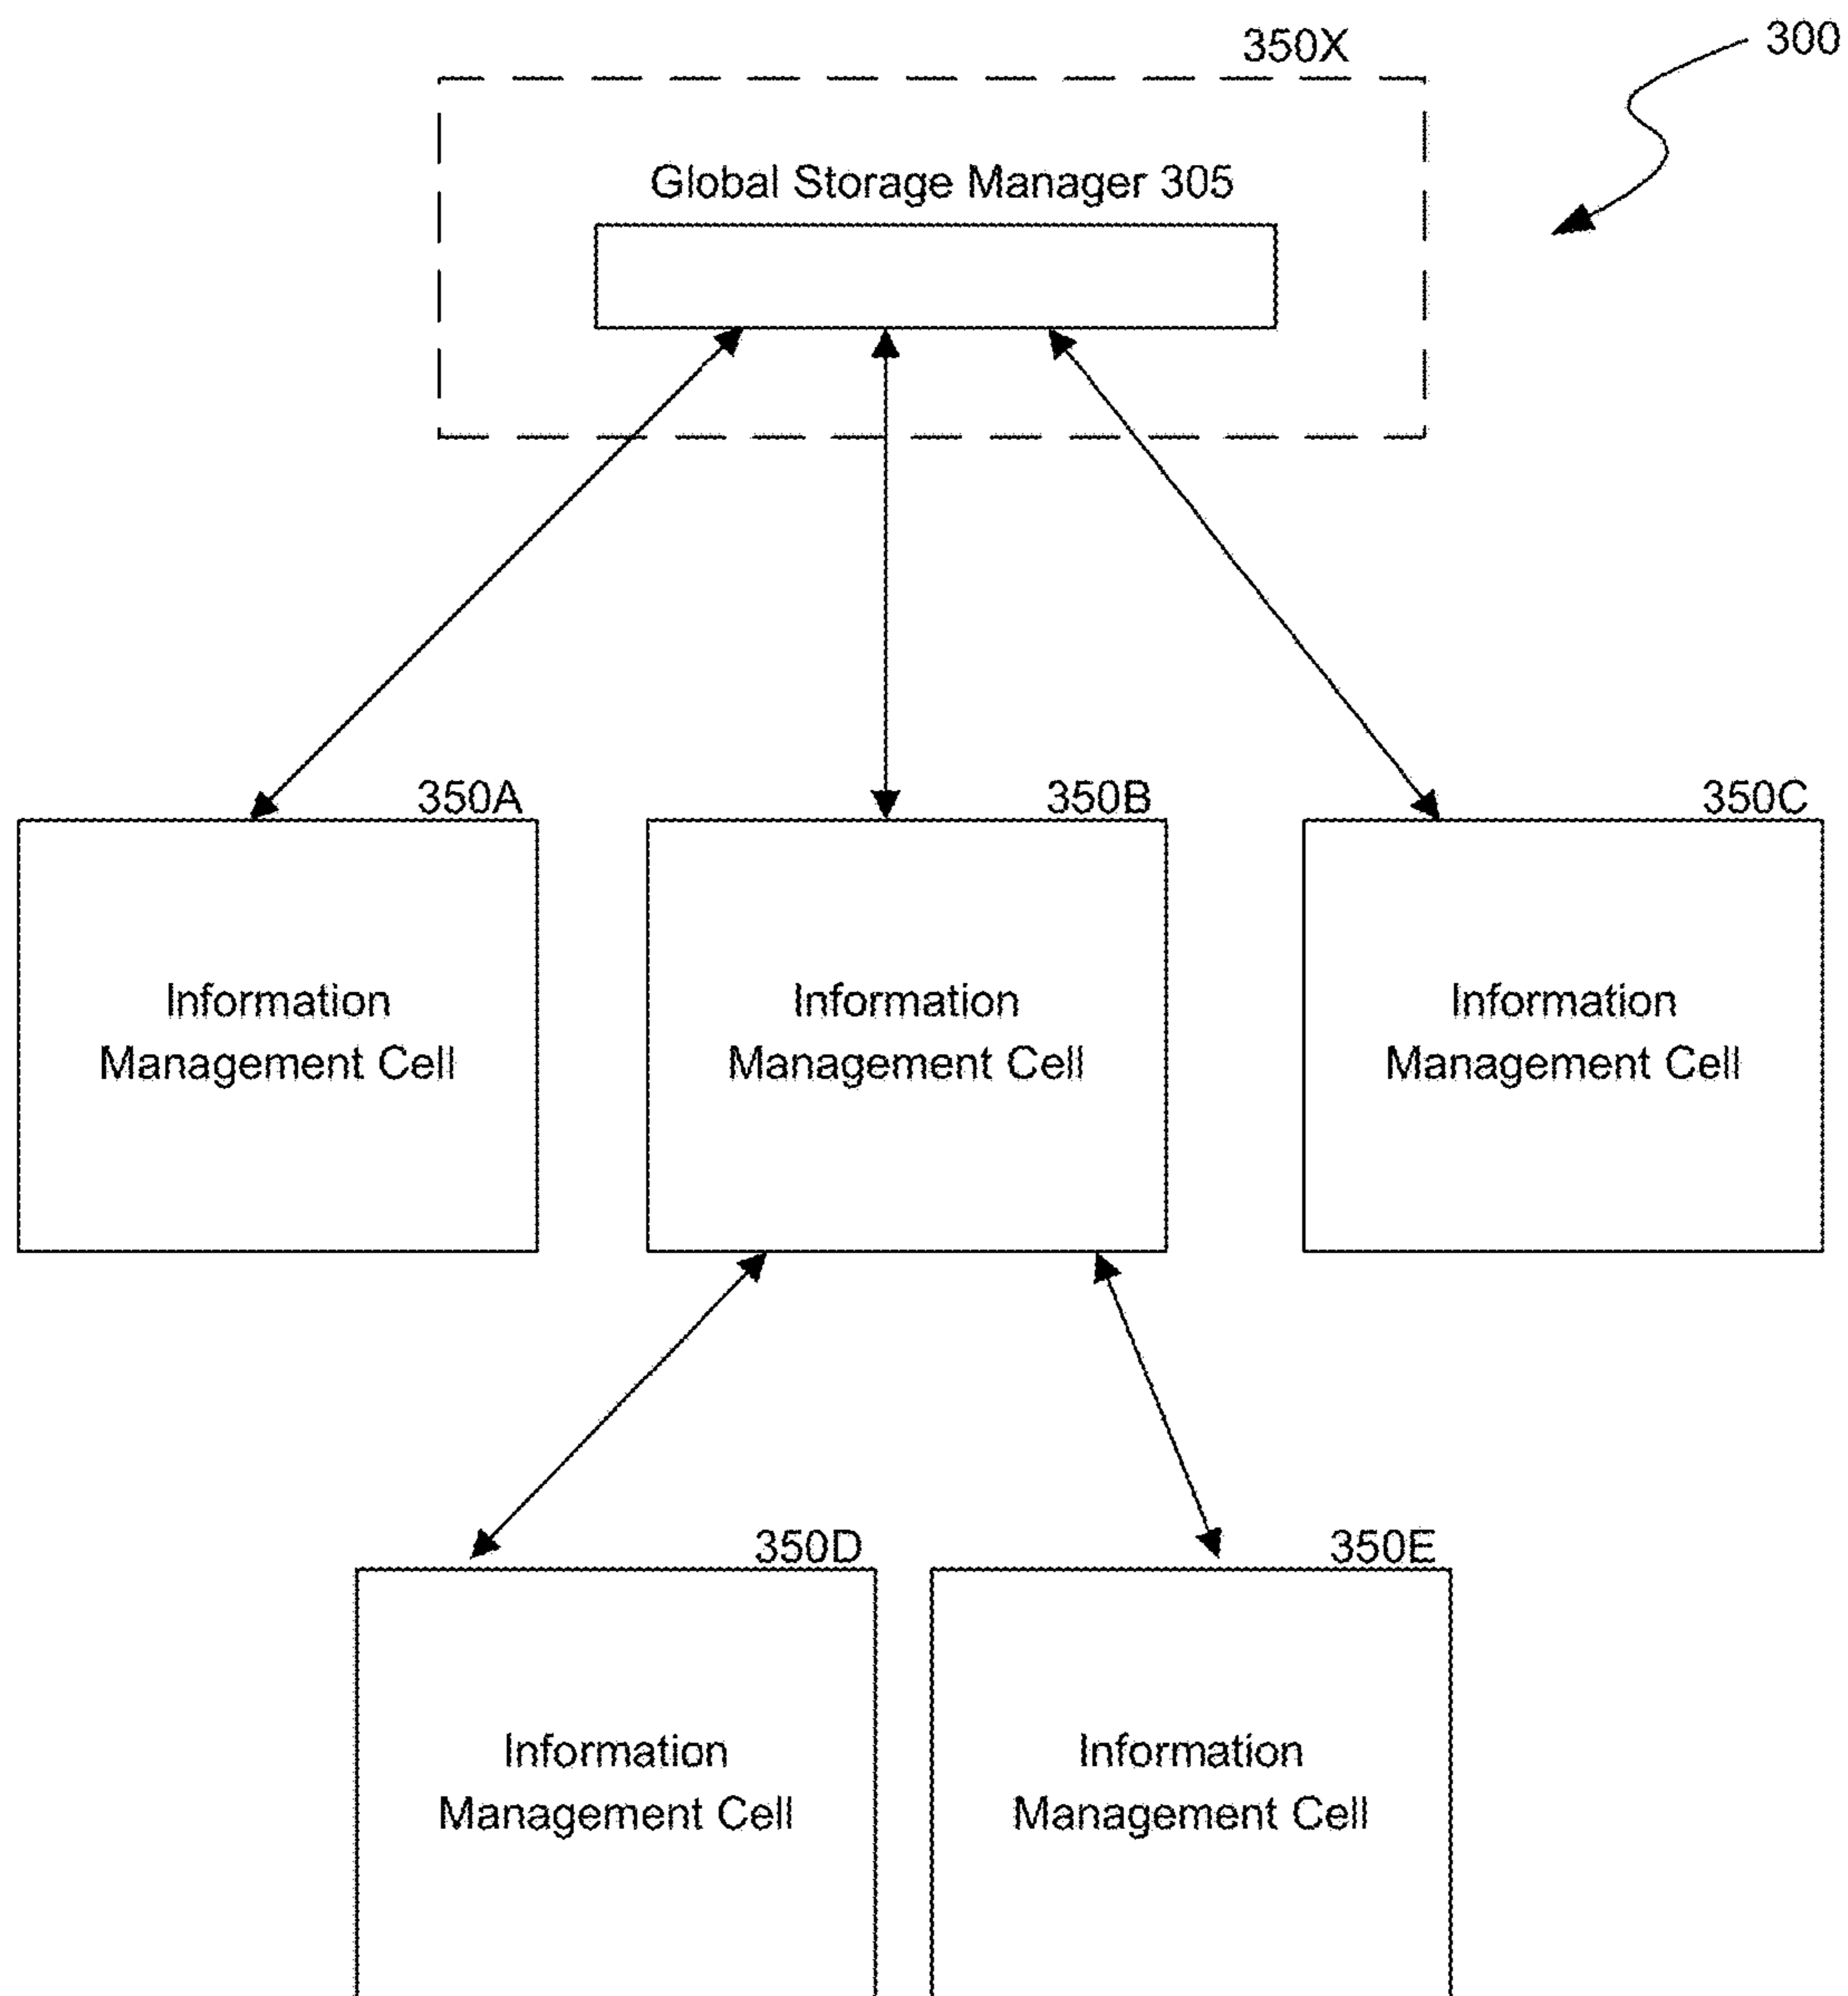 350X
300
Global Storage Manager 305
350A
350B
350C
Information
Management Cell
Information
Management Cell
Information
Management Cell
350D
350E
Information
Management Cell
Information
Management Cell